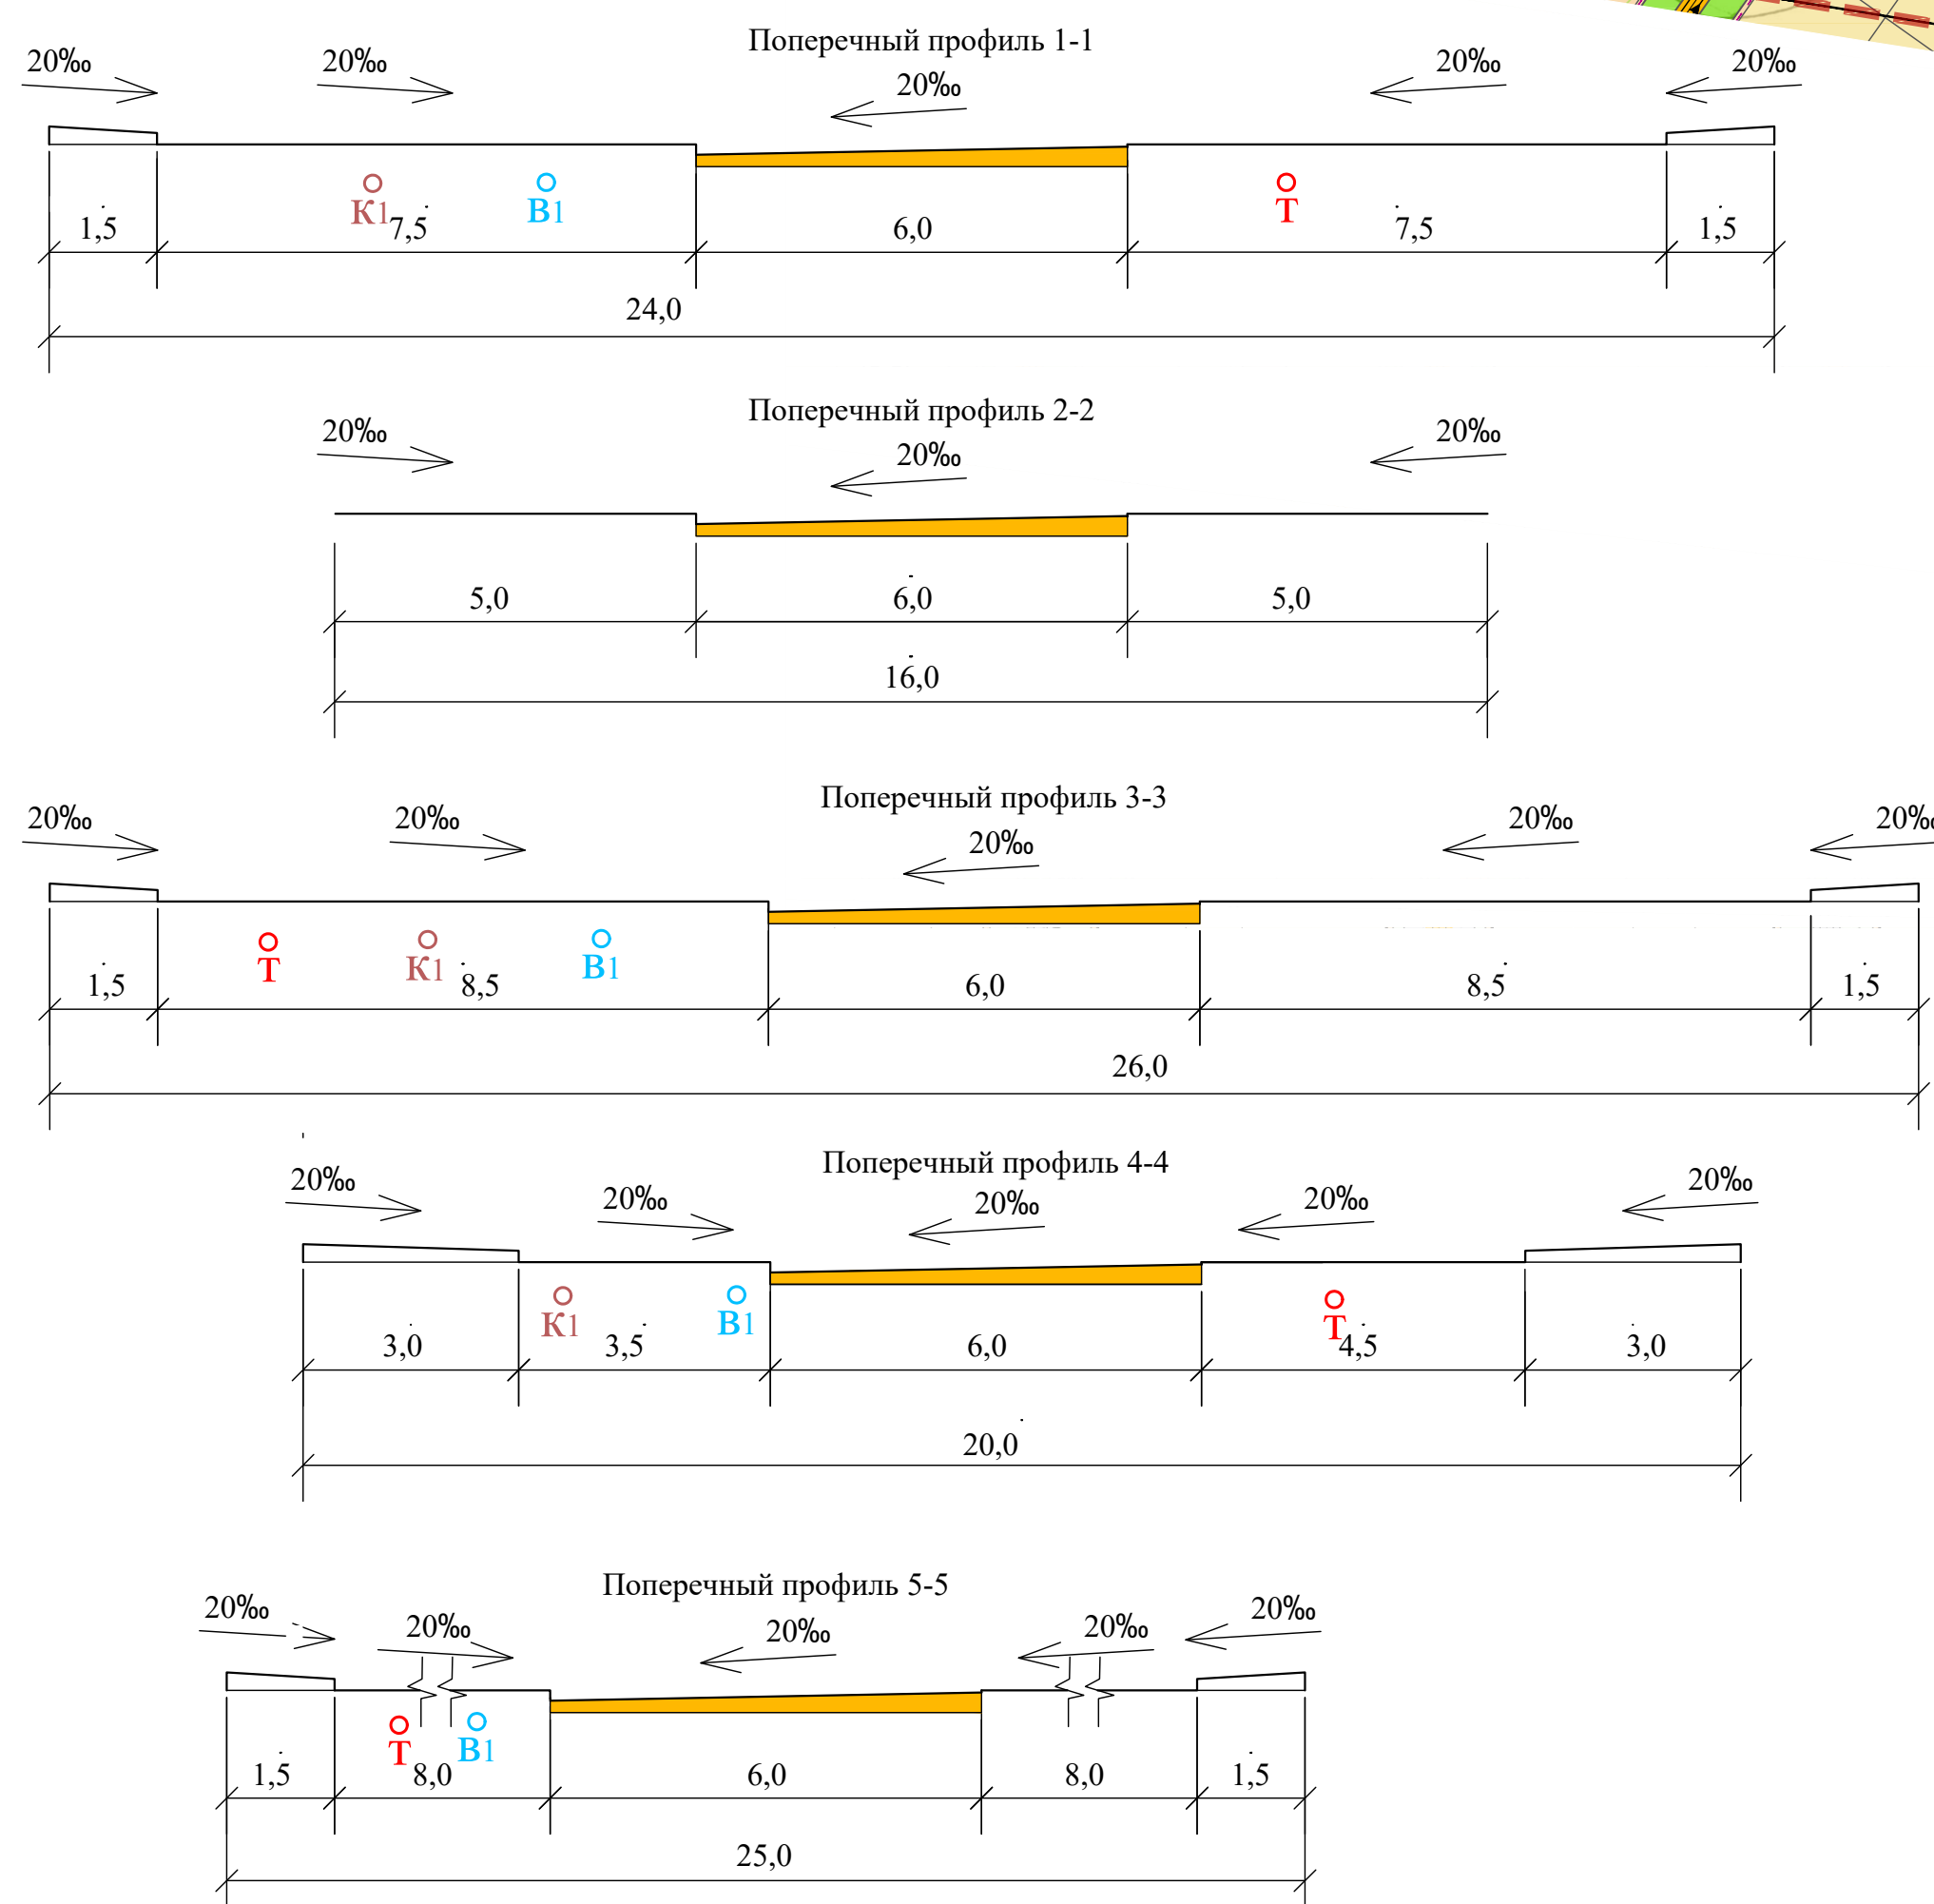 Поперечный профиль 1-1
20‰ 20‰ 20‰ 20‰ 20‰
К1 В1 Т
1,5 7,5 6,0 7,5 1,5
24,0
Поперечный профиль 2-2
20‰ 20‰ 20‰
5,0 6,0 5,0
16,0
Поперечный профиль 3-3
20‰ 20‰ 20‰ 20‰ 20‰
Т К1 В1
1,5 8,5 6,0 8,5 1,5
26,0
Поперечный профиль 4-4
20‰ 20‰ 20‰ 20‰ 20‰
К1 В1 Т
3,0 3,5 6,0 4,5 3,0
20,0
Поперечный профиль 5-5
20‰ 20‰ 20‰ 20‰ 20‰
Т В1
1,5 8,0 6,0 8,0 1,5
25,0